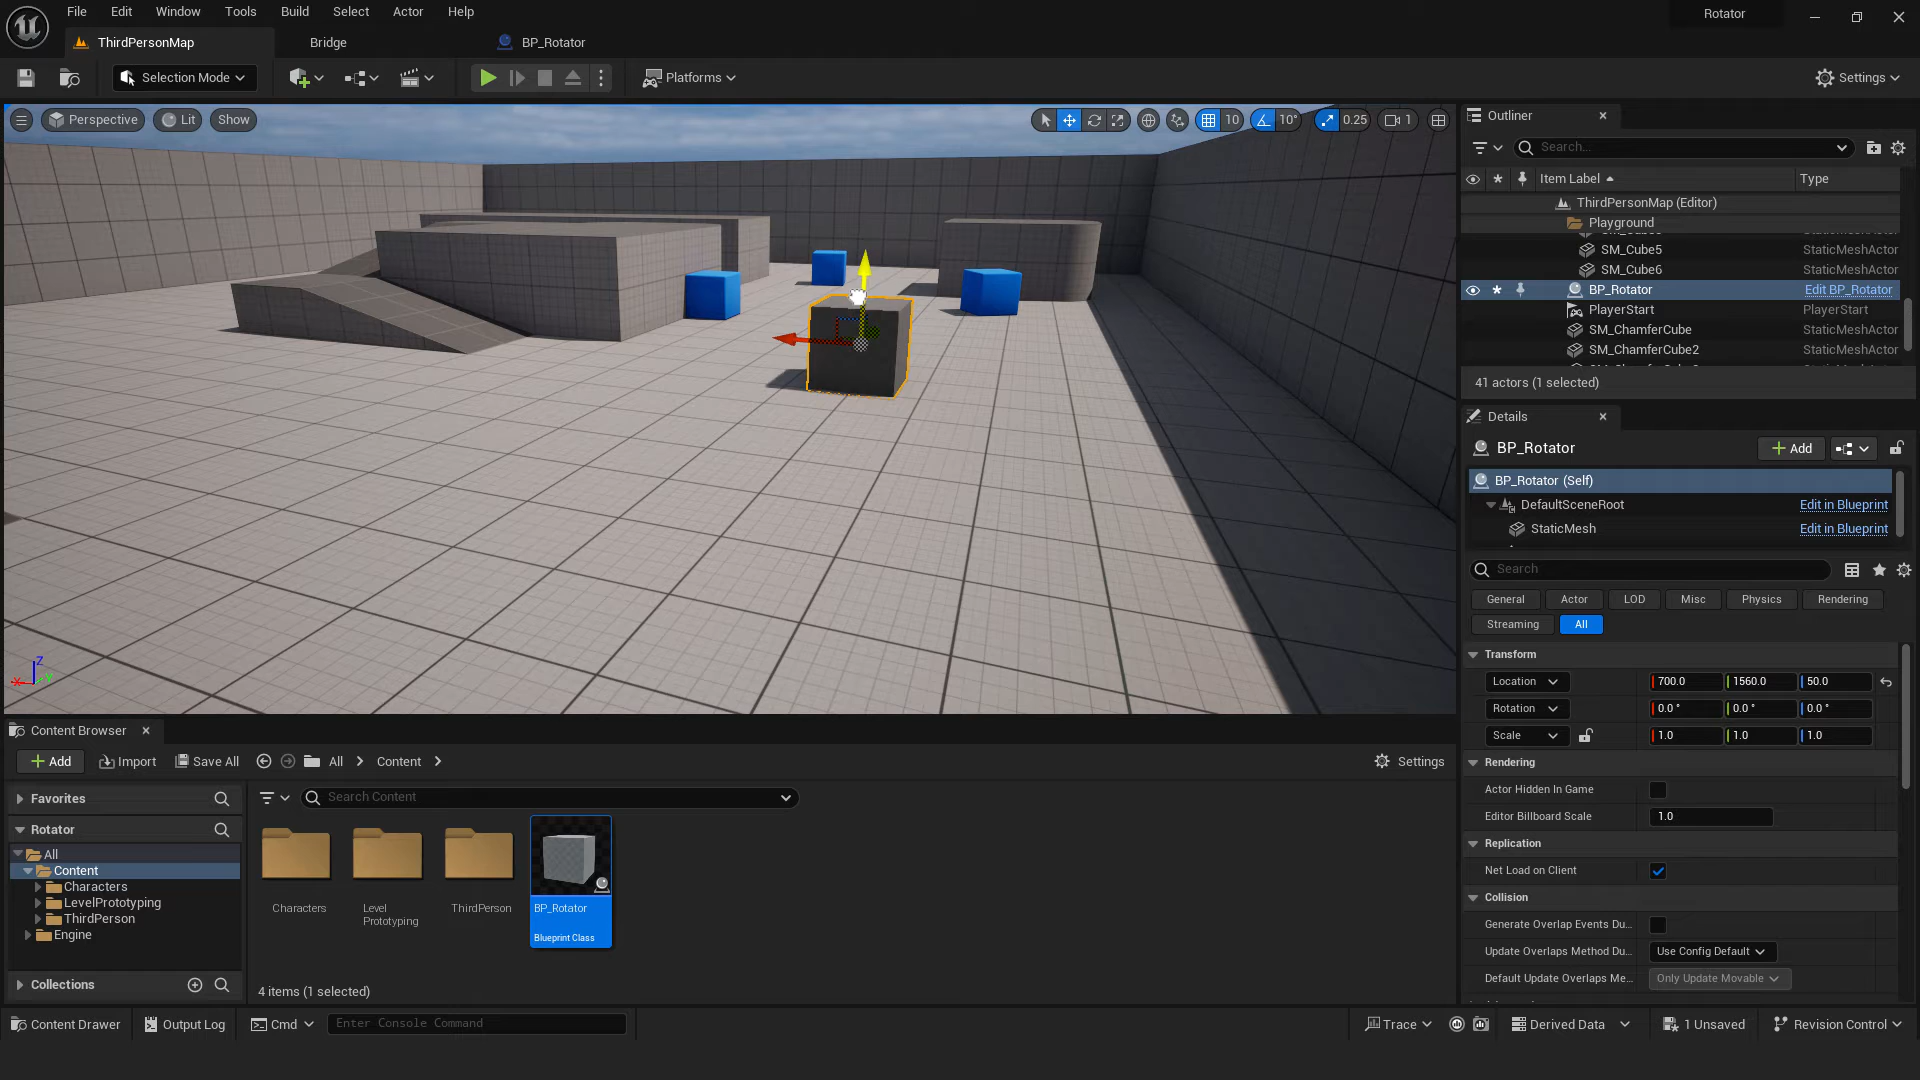 File Edit Window Tools Build Select Actor Help
Rotator
ThirdPersonMap
Bridge
BP_Rotator
Selection Mode
Platforms
Settings
Perspective
Lit
Show
10
10°
0.25
1
Outliner
Search...
Item Label
Type
ThirdPersonMap (Editor)
Playground
SM_Cube5 StaticMeshActor
SM_Cube6 StaticMeshActor
BP_Rotator Edit BP_Rotator
PlayerStart PlayerStart
SM_ChamferCube StaticMeshActor
SM_ChamferCube2 StaticMeshActor
41 actors (1 selected)
Details
BP_Rotator
Add
BP_Rotator (Self)
DefaultSceneRoot Edit in Blueprint
StaticMesh Edit in Blueprint
Search
General Actor LOD Misc Physics Rendering
Streaming All
Transform
Location 700.0 1560.0 50.0
Rotation 0.0 ° 0.0 ° 0.0 °
Scale 1.0 1.0 1.0
Rendering
Actor Hidden In Game
Editor Billboard Scale 1.0
Replication
Net Load on Client
Collision
Generate Overlap Events Du...
Update Overlaps Method Du... Use Config Default
Default Update Overlaps Me... Only Update Movable
Z
X
Y
Content Browser
Add Import Save All All Content Settings
Favorites
Search Content
Rotator
All
Content
Characters
LevelPrototyping
ThirdPerson
Engine
Collections
Characters
Level
Prototyping
ThirdPerson
BP_Rotator
Blueprint Class
4 items (1 selected)
Content Drawer Output Log Cmd Enter Console Command
Trace Derived Data 1 Unsaved Revision Control